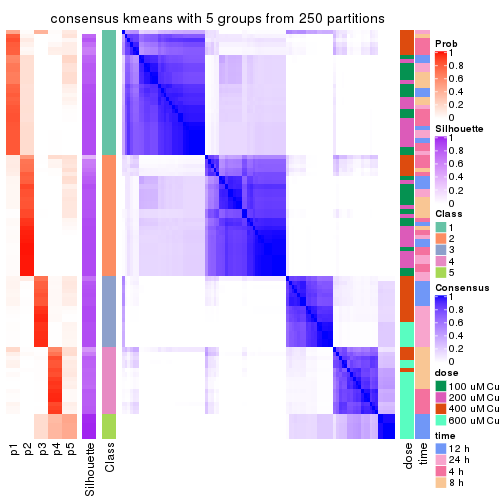 consensus kmeans with 5 groups from 250 partitions
Prob
1
0.8
0.6
0.4
0.2
0
Silhouette
1
0.8
0.6
0.4
0.2
0
Class
1
2
3
4
5
Consensus
1
0.8
0.6
0.4
0.2
0
dose
100 uM Cu
200 uM Cu
400 uM Cu
600 uM Cu
time
12 h
24 h
4 h
8 h
p1
p2
p3
p4
p5
Silhouette
Class
dose
time